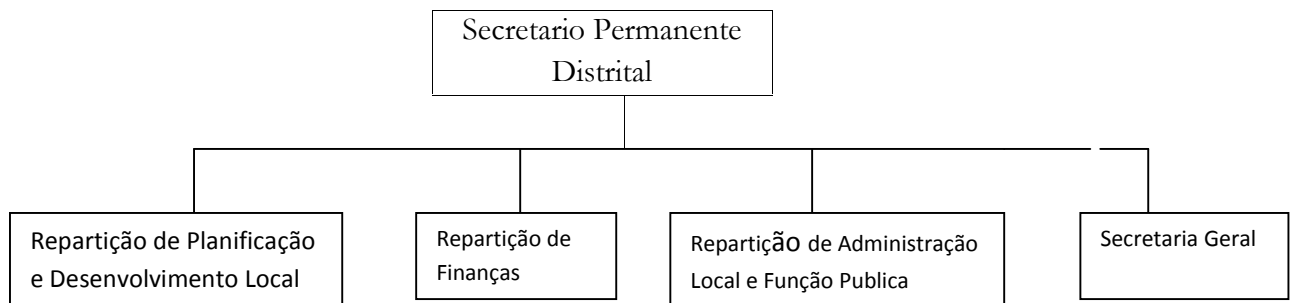 Secretario Permanente
Distrital
Repartição de Planificação
e Desenvolvimento Local
Repartição de
Finanças
Repartição de Administração
Local e Função Publica
Secretaria Geral